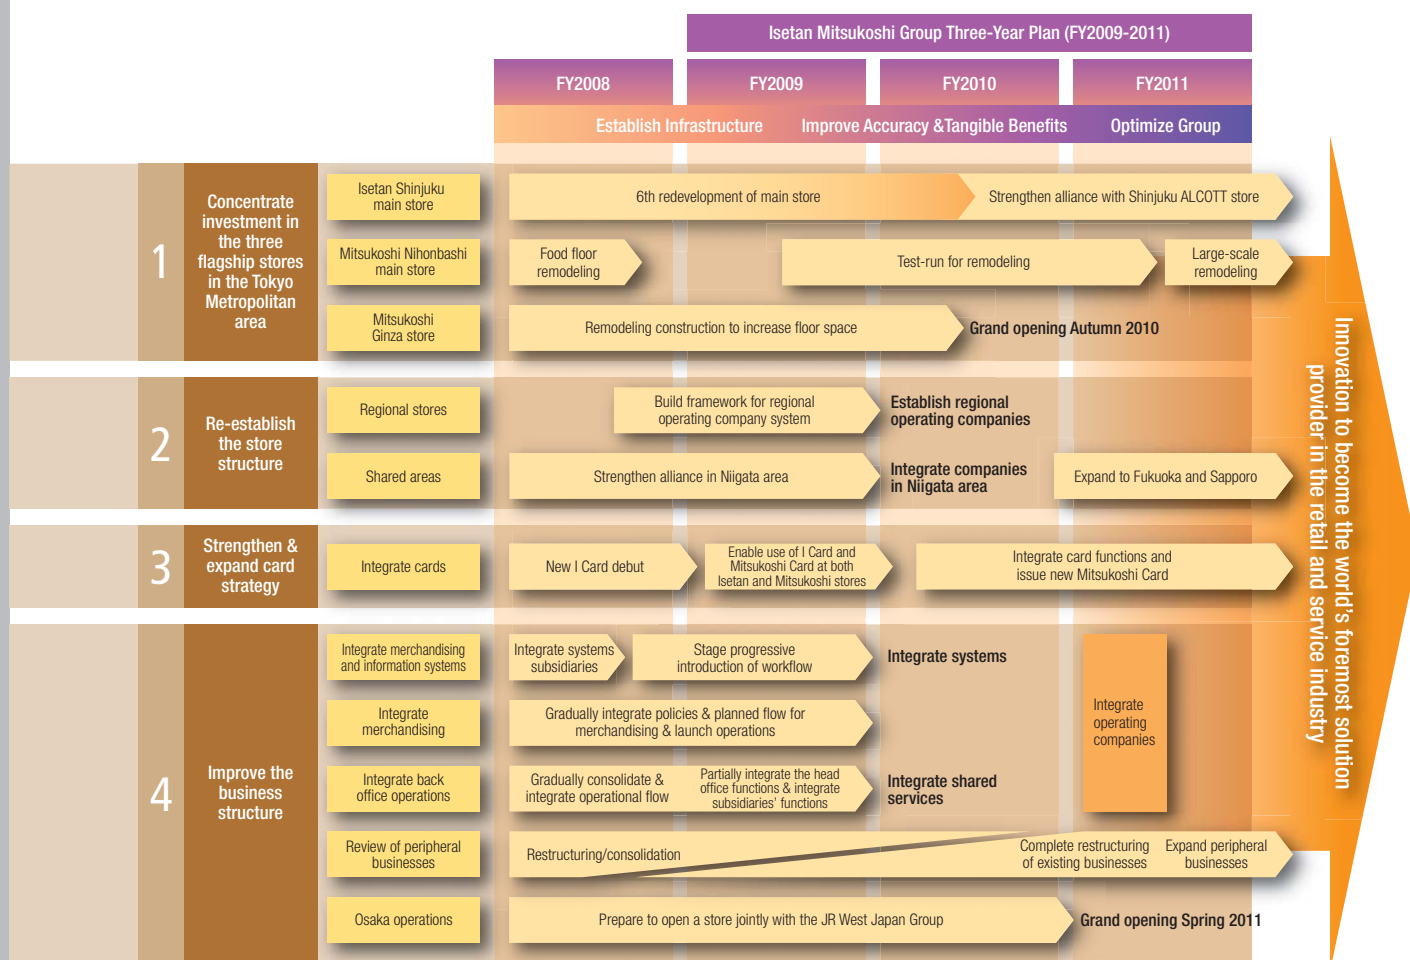 Isetan Mitsukoshi Group Three-Year Plan (FY2009-2011)
FY2008
FY2009
FY2010
FY2011
Establish Infrastructure
Improve Accuracy &Tangible Benefits
Optimize Group
1
Concentrate
investment in
the three
flagship stores
in the Tokyo
Metropolitan
area
Isetan Shinjuku
main store
6th redevelopment of main store
Strengthen alliance with Shinjuku ALCOTT store
Mitsukoshi Nihonbashi
main store
Food floor
remodeling
Test-run for remodeling
Large-scale
remodeling
Mitsukoshi
Ginza store
Remodeling construction to increase floor space
Grand opening Autumn 2010
2
Re-establish
the store
structure
Regional stores
Build framework for regional
operating company system
Establish regional
operating companies
Shared areas
Strengthen alliance in Niigata area
Integrate companies
in Niigata area
Expand to Fukuoka and Sapporo
3
Strengthen &
expand card
strategy
Integrate cards
New I Card debut
Enable use of I Card and
Mitsukoshi Card at both
Isetan and Mitsukoshi stores
Integrate card functions and
issue new Mitsukoshi Card
4
Improve the
business
structure
Integrate merchandising
and information systems
Integrate systems
subsidiaries
Stage progressive
introduction of workflow
Integrate systems
Integrate
merchandising
Gradually integrate policies & planned flow for
merchandising & launch operations
Integrate back
office operations
Gradually consolidate &
integrate operational flow
Partially integrate the head
office functions & integrate
subsidiaries' functions
Integrate shared
services
Integrate
operating
companies
Review of peripheral
businesses
Restructuring/consolidation
Complete restructuring
of existing businesses
Expand peripheral
businesses
Osaka operations
Prepare to open a store jointly with the JR West Japan Group
Grand opening Spring 2011
Innovation to become the world's foremost solution
provider in the retail and service industry